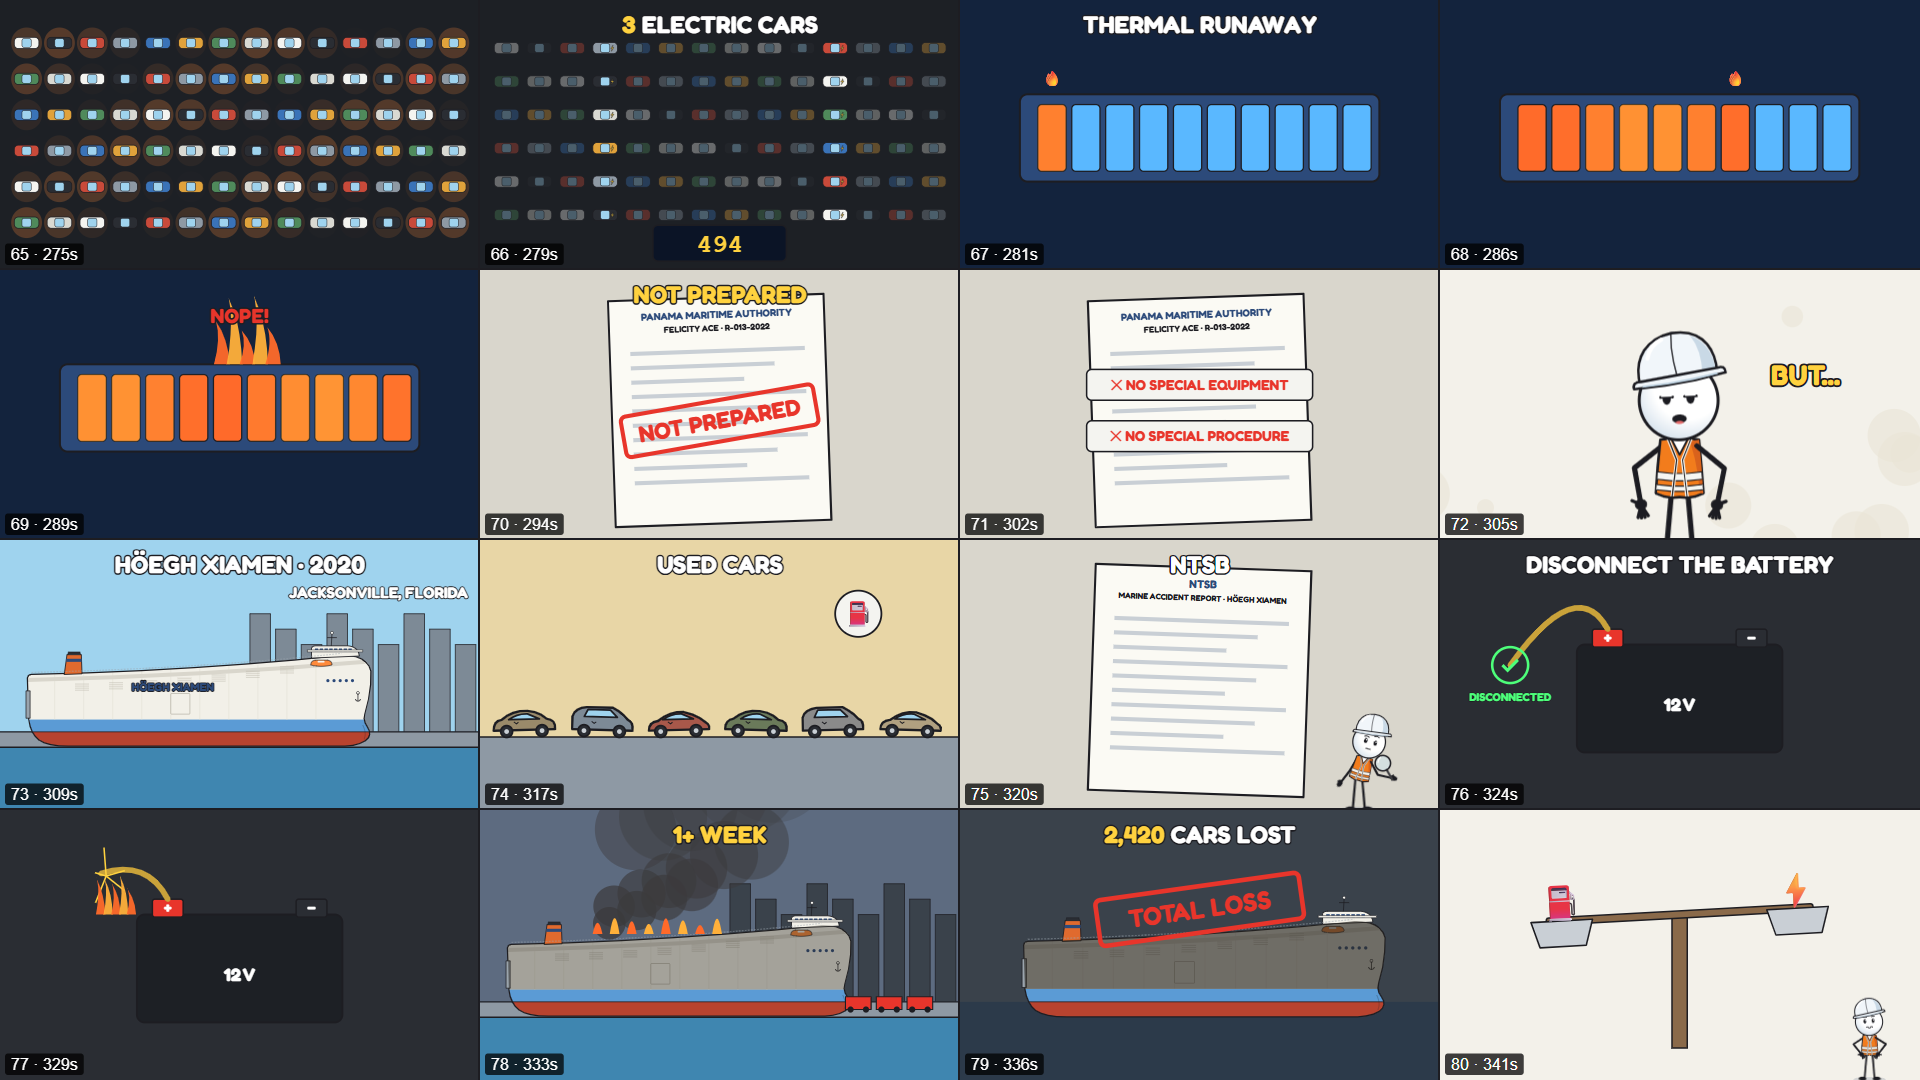 65 · 275s
3 ELECTRIC CARS
494
66 · 279s
THERMAL RUNAWAY
67 · 281s
68 · 286s
NOPE!
69 · 289s
NOT PREPARED
PANAMA MARITIME AUTHORITY
FELICITY ACE · R-013-2022
NOT PREPARED
70 · 294s
PANAMA MARITIME AUTHORITY
FELICITY ACE · R-013-2022
NO SPECIAL EQUIPMENT
NO SPECIAL PROCEDURE
71 · 302s
BUT...
72 · 305s
HÖEGH XIAMEN · 2020
JACKSONVILLE, FLORIDA
HÖEGH XIAMEN
73 · 309s
USED CARS
74 · 317s
NTSB
NTSB
MARINE ACCIDENT REPORT · HÖEGH XIAMEN
75 · 320s
DISCONNECT THE BATTERY
+ -
DISCONNECTED
12 V
76 · 324s
+ -
12 V
77 · 329s
1+ WEEK
78 · 333s
2,420 CARS LOST
TOTAL LOSS
79 · 336s
80 · 341s